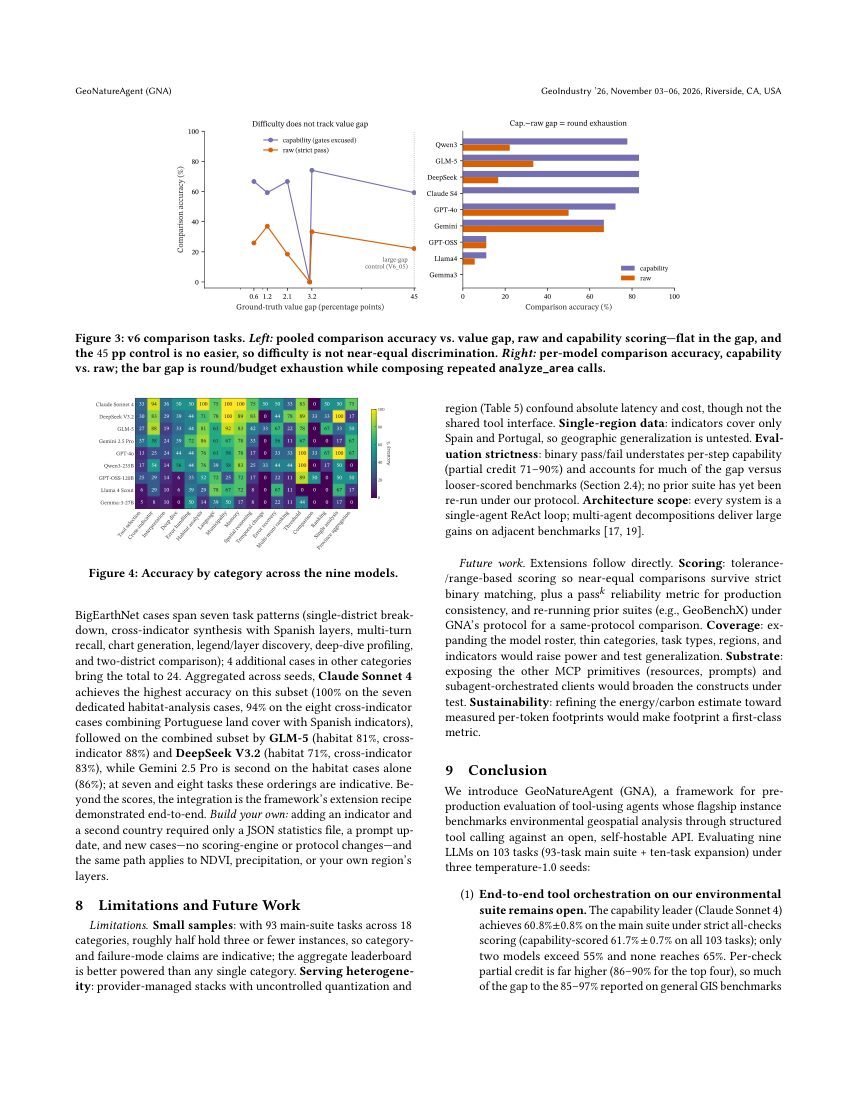 GeoNatureAgent (GNA)
GeoIndustry ’26, November 03–06, 2026, Riverside, CA, USA
Difficulty does not track value gap
capability (gates excused)
raw (strict pass)
Comparison accuracy (%)
100
80
60
40
20
0
large-gap
control (V6_05)
0.6 1.2 2.1 3.2 45
Ground-truth value gap (percentage points)
Cap.–raw gap = round exhaustion
Qwen3
GLM-5
DeepSeek
Claude S4
GPT-4o
Gemini
GPT-OSS
Llama4
Gemma3
capability
raw
0 20 40 60 80 100
Comparison accuracy (%)
Figure 3: v6 comparison tasks. Left: pooled comparison accuracy vs. value gap, raw and capability scoring—flat in the gap, and
the 45 pp control is no easier, so difficulty is not near-equal discrimination. Right: per-model comparison accuracy, capability
vs. raw; the bar gap is round/budget exhaustion while composing repeated analyze_area calls.
Claude Sonnet 4
DeepSeek V3.2
GLM-5
Gemini 2.5 Pro
GPT-4o
Qwen3-235B
GPT-OSS-120B
Llama 4 Scout
Gemma-3-27B
Figure 4: Accuracy by category across the nine models.
BigEarthNet cases span seven task patterns (single-district break-
down, cross-indicator synthesis with Spanish layers, multi-turn
recall, chart generation, legend/layer discovery, deep-dive profiling,
and two-district comparison); 4 additional cases in other categories
bring the total to 24. Aggregated across seeds, Claude Sonnet 4
achieves the highest accuracy on this subset (100% on the seven
dedicated habitat-analysis cases, 94% on the eight cross-indicator
cases combining Portuguese land cover with Spanish indicators),
followed on the combined subset by GLM-5 (habitat 81%, cross-
indicator 88%) and DeepSeek V3.2 (habitat 71%, cross-indicator
83%), while Gemini 2.5 Pro is second on the habitat cases alone
(86%); at seven and eight tasks these orderings are indicative. Be-
yond the scores, the integration is the framework’s extension recipe
demonstrated end-to-end. Build your own: adding an indicator and
a second country required only a JSON statistics file, a prompt up-
date, and new cases—no scoring-engine or protocol changes—and
the same path applies to NDVI, precipitation, or your own region’s
layers.
8 Limitations and Future Work
Limitations. Small samples: with 93 main-suite tasks across 18
categories, roughly half hold three or fewer instances, so category-
and failure-mode claims are indicative; the aggregate leaderboard
is better powered than any single category. Serving heterogene-
ity: provider-managed stacks with uncontrolled quantization and
region (Table 5) confound absolute latency and cost, though not the
shared tool interface. Single-region data: indicators cover only
Spain and Portugal, so geographic generalization is untested. Eval-
uation strictness: binary pass/fail understates per-step capability
(partial credit 71–90%) and accounts for much of the gap versus
looser-scored benchmarks (Section 2.4); no prior suite has yet been
re-run under our protocol. Architecture scope: every system is a
single-agent ReAct loop; multi-agent decompositions deliver large
gains on adjacent benchmarks [17, 19].
Future work. Extensions follow directly. Scoring: tolerance-
/range-based scoring so near-equal comparisons survive strict
binary matching, plus a pass^k reliability metric for production
consistency, and re-running prior suites (e.g., GeoBenchX) under
GNA’s protocol for a same-protocol comparison. Coverage: ex-
panding the model roster, thin categories, task types, regions, and
indicators would raise power and test generalization. Substrate:
exposing the other MCP primitives (resources, prompts) and
subagent-orchestrated clients would broaden the constructs under
test. Sustainability: refining the energy/carbon estimate toward
measured per-token footprints would make footprint a first-class
metric.
9 Conclusion
We introduce GeoNatureAgent (GNA), a framework for pre-
production evaluation of tool-using agents whose flagship instance
benchmarks environmental geospatial analysis through structured
tool calling against an open, self-hostable API. Evaluating nine
LLMs on 103 tasks (93-task main suite + ten-task expansion) under
three temperature-1.0 seeds:
(1) End-to-end tool orchestration on our environmental
suite remains open. The capability leader (Claude Sonnet 4)
achieves 60.8%±0.8% on the main suite under strict all-checks
scoring (capability-scored 61.7%±0.7% on all 103 tasks); only
two models exceed 55% and none reaches 65%. Per-check
partial credit is far higher (86–90% for the top four), so much
of the gap to the 85–97% reported on general GIS benchmarks